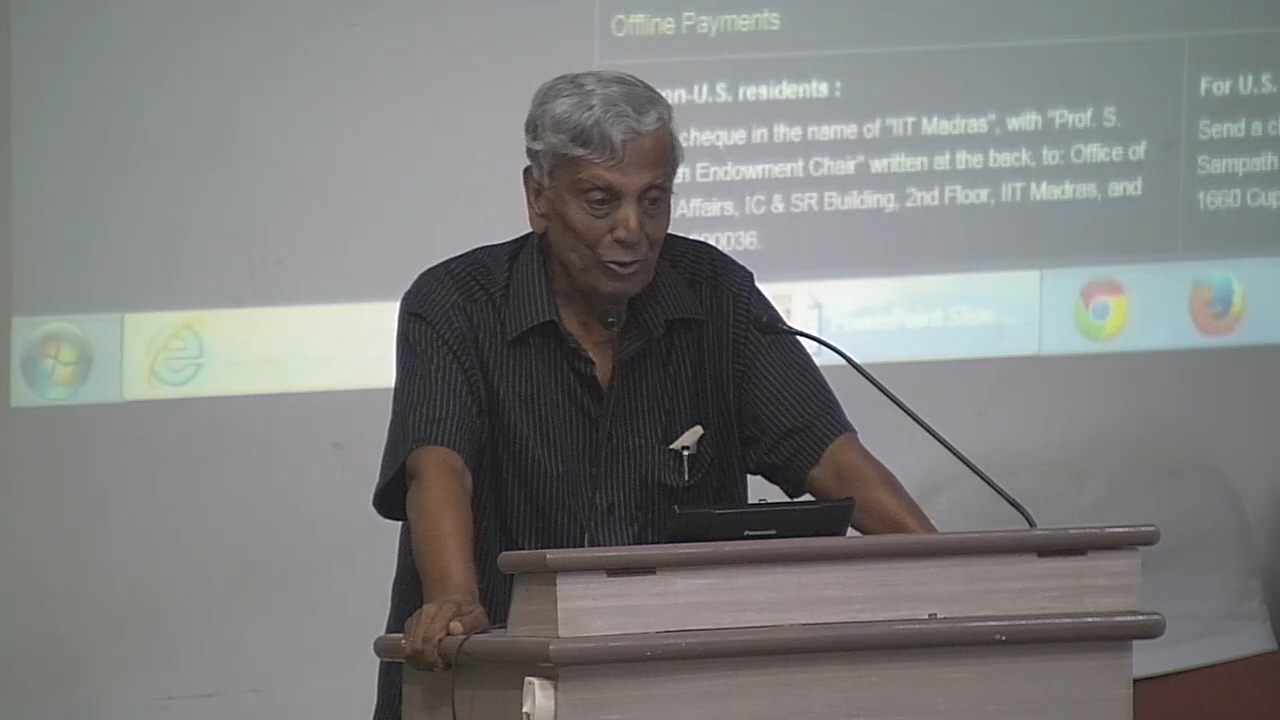 Offline Payments
on-U.S. residents :
cheque in the name of "IIT Madras", with "Prof. S.
Endowment Chair" written at the back, to: Office of
Affairs, IC & SR Building, 2nd Floor, IIT Madras, and
0036.
For U.S.
Send a
Sampath
1660 Cup
PowerPoint Slide
Panasonic